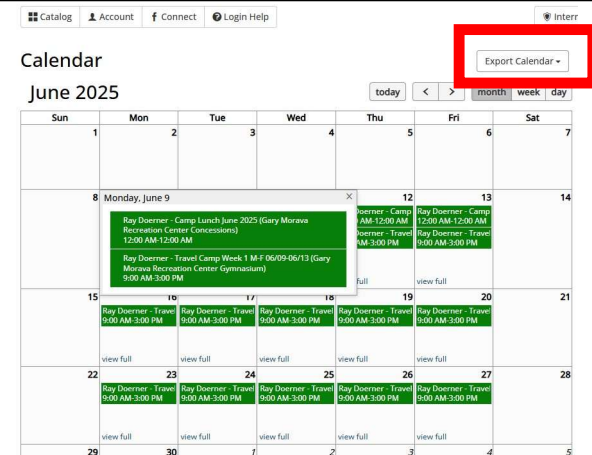 Catalog Account Connect Login Help Intern
Calendar
Export Calendar
June 2025
today < > month week day
Sun Mon Tue Wed Thu Fri Sat
1 2 3 4 5 6 7
8 Monday, June 9 × 12 13 14
Ray Doerner - Camp Lunch June 2025 (Gary Morava
Recreation Center Concessions)
12:00 AM-12:00 AM
Ray Doerner - Travel Camp Week 1 M-F 06/09-06/13 (Gary
Morava Recreation Center Gymnasium)
9:00 AM-3:00 PM
Doerner - Camp Ray Doerner - Camp
AM-12:00 AM 12:00 AM-12:00 AM
Doerner - Travel Ray Doerner - Travel
AM-3:00 PM 9:00 AM-3:00 PM
full view full
15 16 17 18 19 20 21
Ray Doerner - Travel Ray Doerner - Travel Ray Doerner - Travel Ray Doerner - Travel Ray Doerner - Travel
9:00 AM-3:00 PM 9:00 AM-3:00 PM 9:00 AM-3:00 PM 9:00 AM-3:00 PM 9:00 AM-3:00 PM
view full view full view full view full view full
22 23 24 25 26 27 28
Ray Doerner - Travel Ray Doerner - Travel Ray Doerner - Travel Ray Doerner - Travel Ray Doerner - Travel
9:00 AM-3:00 PM 9:00 AM-3:00 PM 9:00 AM-3:00 PM 9:00 AM-3:00 PM 9:00 AM-3:00 PM
view full view full view full view full view full
29 30 1 2 3 4 5